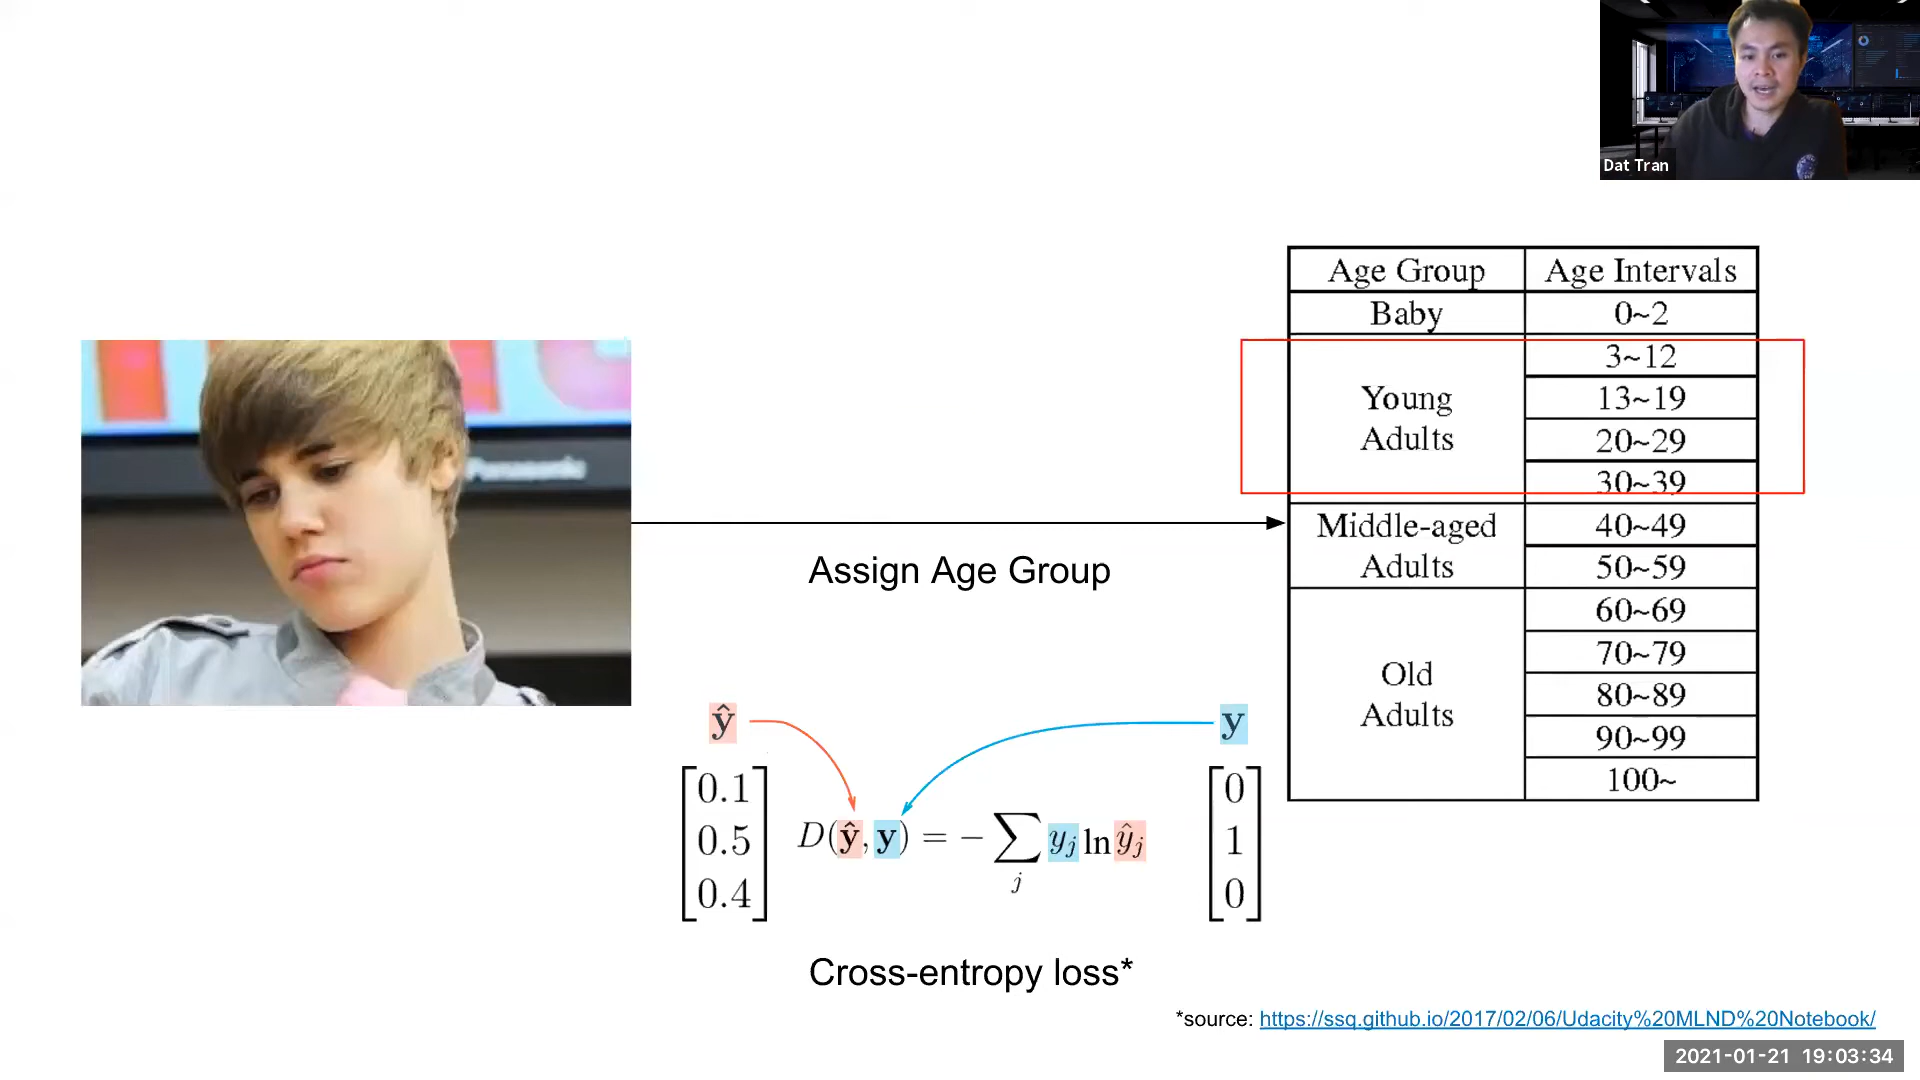 Dat Tran
Panasonic
Age Group Age Intervals
Baby 0~2
Young Adults 3~12
13~19
20~29
30~39
Middle-aged Adults 40~49
50~59
Old Adults 60~69
70~79
80~89
90~99
100~
Assign Age Group
ŷ y
[0.1 0.5 0.4] D(ŷ, y) = − ∑j yj ln ŷj [0 1 0]
Cross-entropy loss*
*source: https://ssq.github.io/2017/02/06/Udacity%20MLND%20Notebook/
2021-01-21 19:03:34